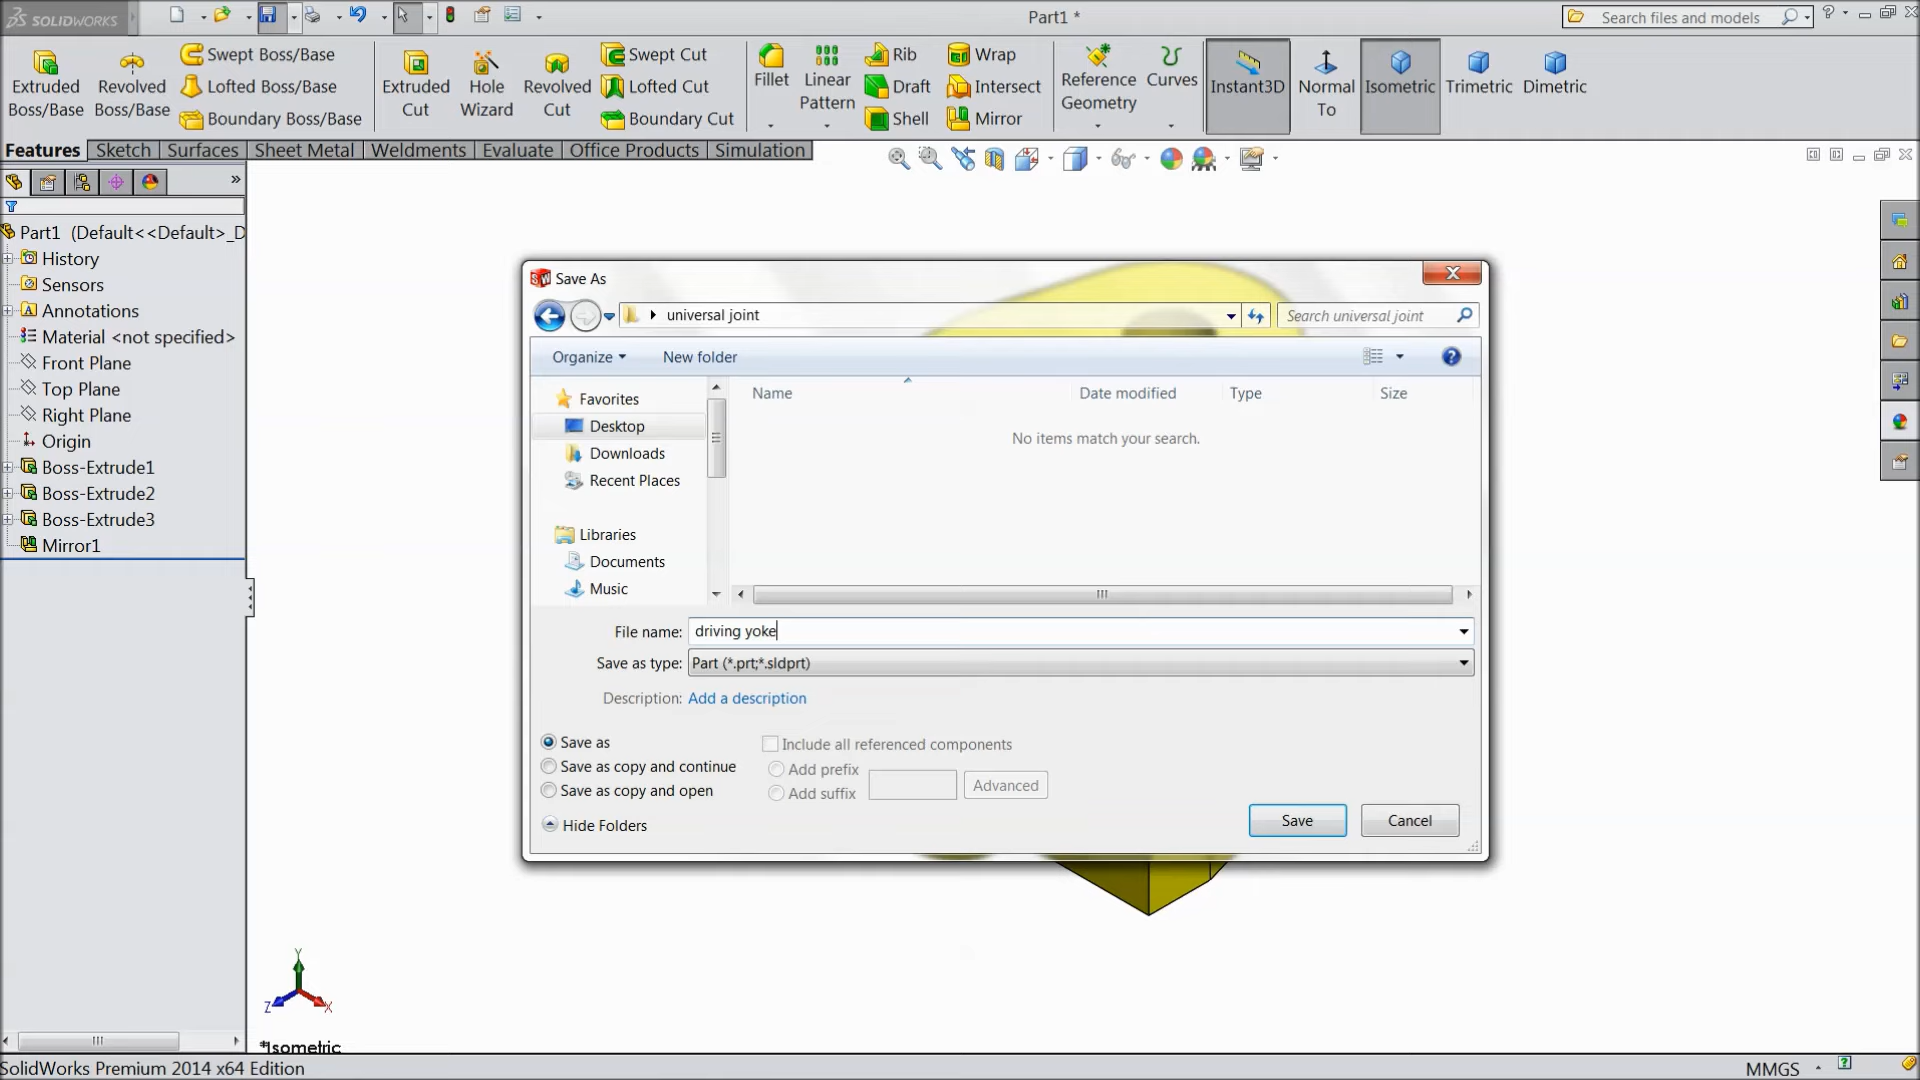 SOLIDWORKS
Part1 *
Search files and models
Extruded Boss/Base
Revolved Boss/Base
Swept Boss/Base
Lofted Boss/Base
Boundary Boss/Base
Extruded Cut
Hole Wizard
Revolved Cut
Swept Cut
Lofted Cut
Boundary Cut
Fillet
Linear Pattern
Rib
Draft
Shell
Wrap
Intersect
Mirror
Reference Geometry
Curves
Instant3D
Normal To
Isometric
Trimetric
Dimetric
Features
Sketch
Surfaces
Sheet Metal
Weldments
Evaluate
Office Products
Simulation
Part1 (Default<<Default>_D
History
Sensors
Annotations
Material <not specified>
Front Plane
Top Plane
Right Plane
Origin
Boss-Extrude1
Boss-Extrude2
Boss-Extrude3
Mirror1
Save As
universal joint
Search universal joint
Organize
New folder
Favorites
Desktop
Downloads
Recent Places
Libraries
Documents
Music
Name
Date modified
Type
Size
No items match your search.
File name: driving yoke
Save as type: Part (*.prt;*.sldprt)
Description: Add a description
Save as
Save as copy and continue
Save as copy and open
Include all referenced components
Add prefix
Add suffix
Advanced
Hide Folders
Save
Cancel
Y
Z
X
*Isometric
SolidWorks Premium 2014 x64 Edition
MMGS